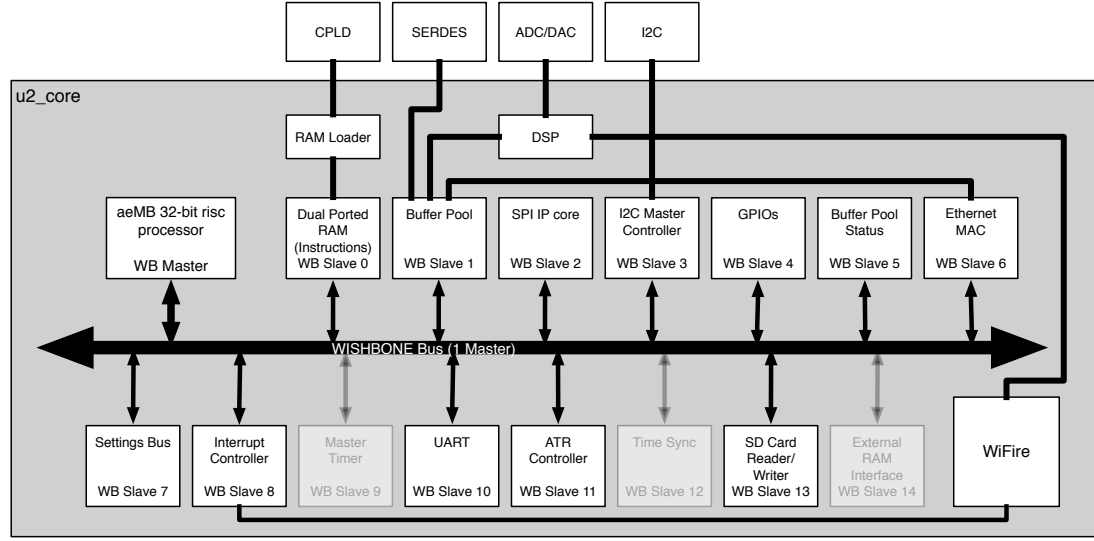 CPLD
SERDES
ADC/DAC
I2C
u2_core
RAM Loader
DSP
aeMB 32-bit risc
processor
WB Master
Dual Ported
RAM
(Instructions)
WB Slave 0
Buffer Pool
WB Slave 1
SPI IP core
WB Slave 2
I2C Master
Controller
WB Slave 3
GPIOs
WB Slave 4
Buffer Pool
Status
WB Slave 5
Ethernet
MAC
WB Slave 6
WISHBONE Bus (1 Master)
Settings Bus
WB Slave 7
Interrupt
Controller
WB Slave 8
Master
Timer
WB Slave 9
UART
WB Slave 10
ATR
Controller
WB Slave 11
Time Sync
WB Slave 12
SD Card
Reader/
Writer
WB Slave 13
External
RAM
Interface
WB Slave 14
WiFire